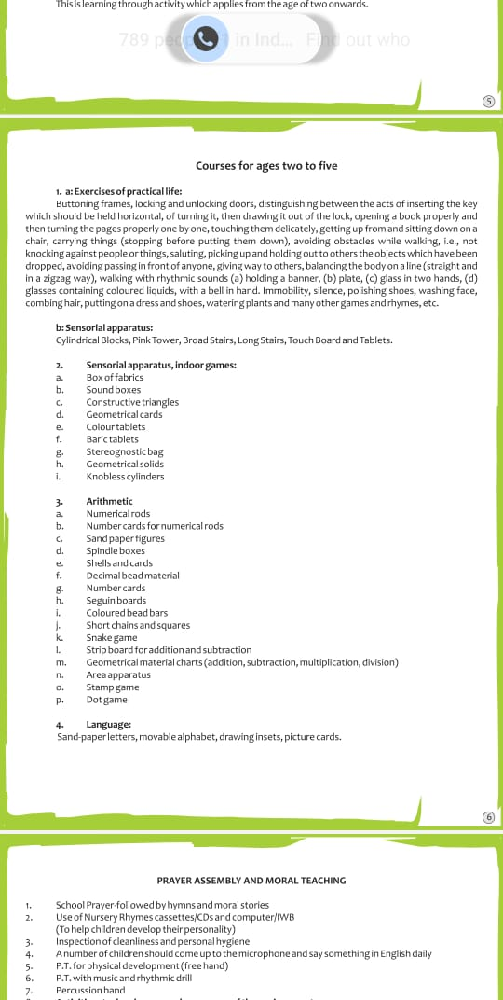 This is learning through activity which applies from the age of two onwards.
789 in Ind... Find out who
5
Courses for ages two to five
1. a: Exercises of practical life:
Buttoning frames, locking and unlocking doors, distinguishing between the acts of inserting the key
which should be held horizontal, of turning it, then drawing it out of the lock, opening a book properly and
then turning the pages properly one by one, touching them delicately, getting up from and sitting down on a
chair, carrying things (stopping before putting them down), avoiding obstacles while walking, i.e., not
knocking against people or things, saluting, picking up and holding out to others the objects which have been
dropped, avoiding passing in front of anyone, giving way to others, balancing the body on a line (straight and
in a zigzag way), walking with rhythmic sounds (a) holding a banner, (b) plate, (c) glass in two hands, (d)
glasses containing coloured liquids, with a bell in hand. Immobility, silence, polishing shoes, washing face,
combing hair, putting on a dress and shoes, watering plants and many other games and rhymes, etc.
b: Sensorial apparatus:
Cylindrical Blocks, Pink Tower, Broad Stairs, Long Stairs, Touch Board and Tablets.
2. Sensorial apparatus, indoor games:
a. Box of fabrics
b. Sound boxes
c. Constructive triangles
d. Geometrical cards
e. Colour tablets
f. Baric tablets
g. Stereognostic bag
h. Geometrical solids
i. Knobless cylinders
3. Arithmetic
a. Numerical rods
b. Number cards for numerical rods
c. Sand paper figures
d. Spindle boxes
e. Shells and cards
f. Decimal bead material
g. Number cards
h. Seguin boards
i. Coloured bead bars
j. Short chains and squares
k. Snake game
l. Strip board for addition and subtraction
m. Geometrical material charts (addition, subtraction, multiplication, division)
n. Area apparatus
o. Stamp game
p. Dot game
4. Language:
Sand-paper letters, movable alphabet, drawing insets, picture cards.
6
PRAYER ASSEMBLY AND MORAL TEACHING
1. School Prayer-followed by hymns and moral stories
2. Use of Nursery Rhymes cassettes/CDs and computer/IWB
(To help children develop their personality)
3. Inspection of cleanliness and personal hygiene
4. A number of children should come up to the microphone and say something in English daily
5. P.T. for physical development (free hand)
6. P.T. with music and rhythmic drill
7. Percussion band